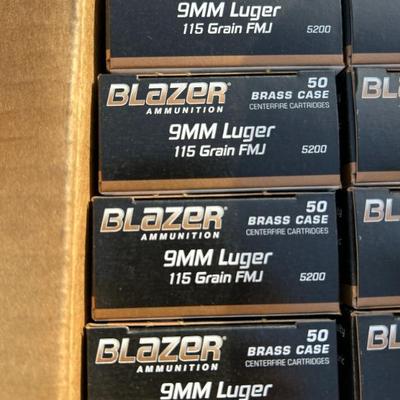 9MM Luger
115 Grain FMJ 5200
BLAZER® 50
AMMUNITION BRASS CASE
CENTERFIRE CARTRIDGES
9MM Luger
115 Grain FMJ 5200
BLAZER® 50
AMMUNITION BRASS CASE
CENTERFIRE CARTRIDGES
9MM Luger
115 Grain FMJ 5200
BLAZER® 50
AMMUNITION BRASS CASE
CENTERFIRE CARTRIDGES
9MM Luger